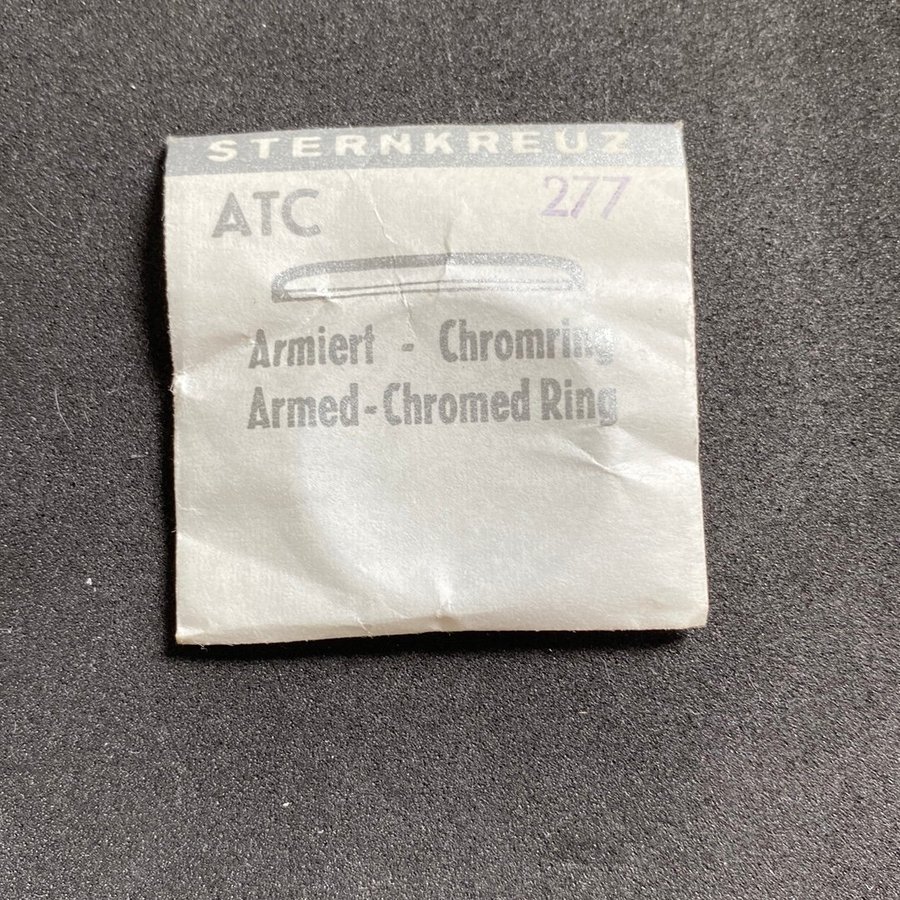 STERNKREUZ
ATC 277
Armiert - Chromring
Armed-Chromed Ring